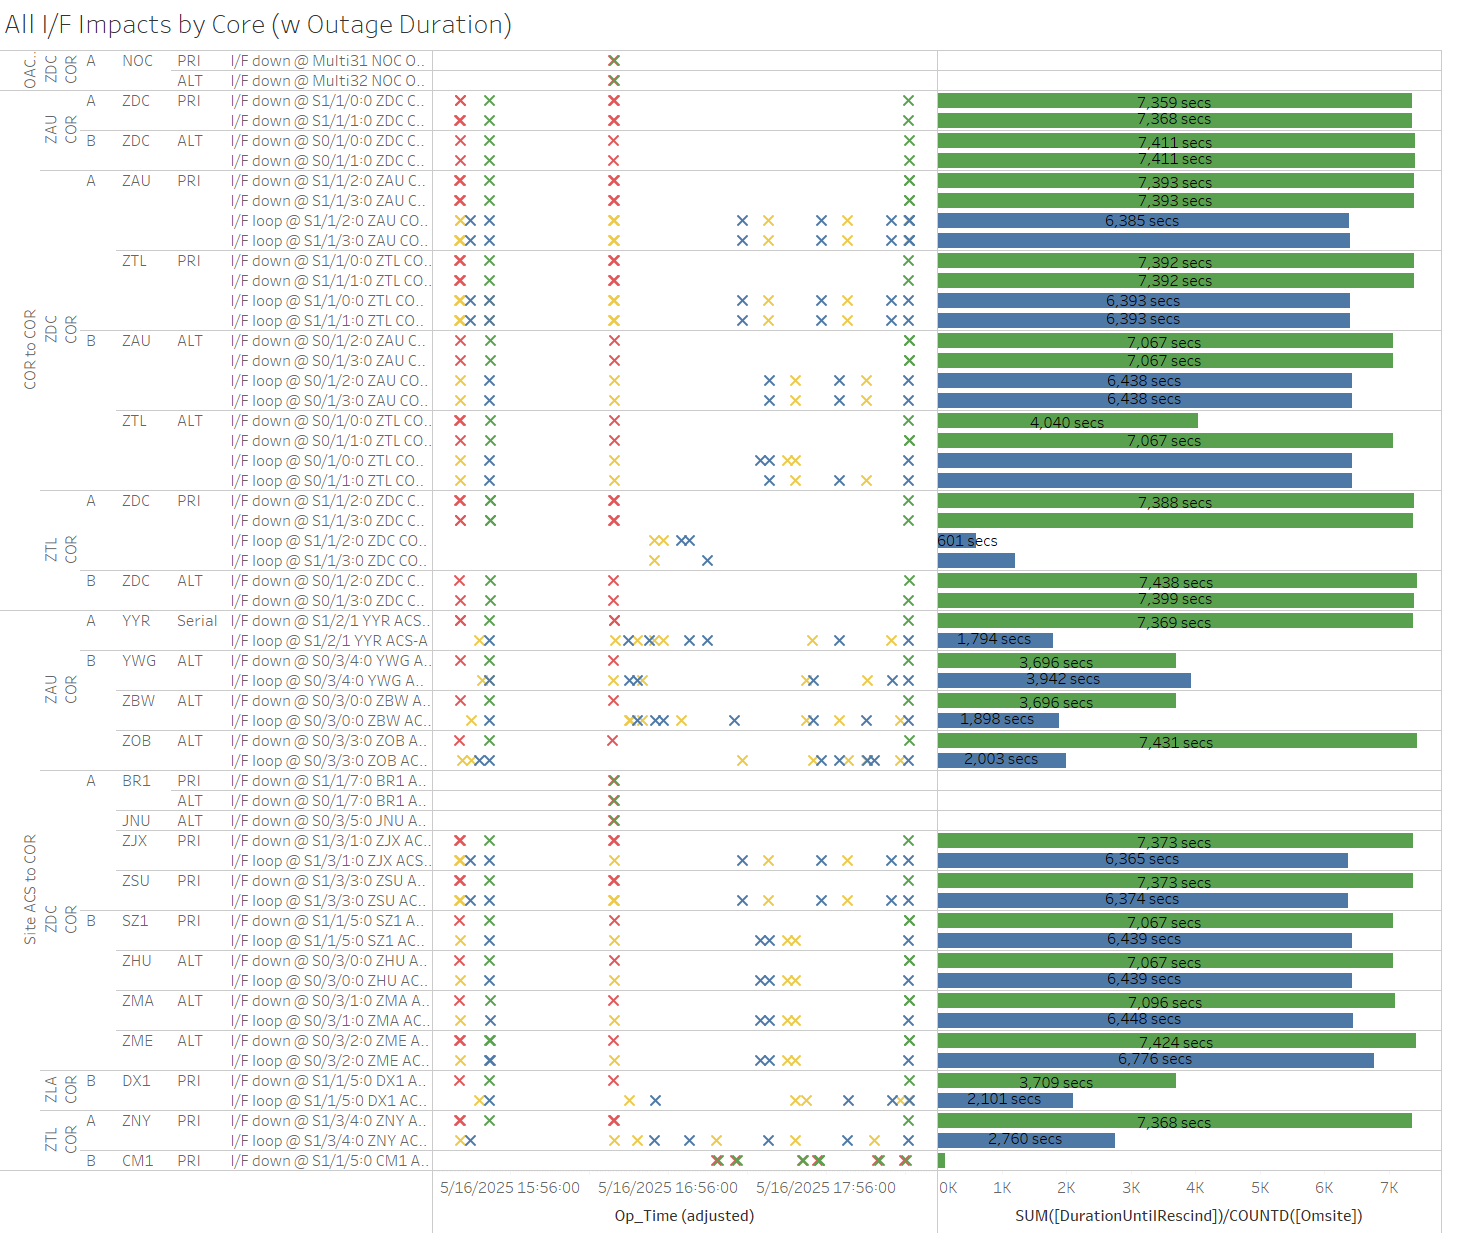 All I/F Impacts by Core (w Outage Duration)
OAC.. ZDC COR A NOC PRI I/F down @ Multi31 NOC O..
ALT I/F down @ Multi32 NOC O..
COR to COR ZAU COR A ZDC PRI I/F down @ S1/1/0:0 ZDC C.. 7,359 secs
I/F down @ S1/1/1:0 ZDC C.. 7,368 secs
B ZDC ALT I/F down @ S0/1/0:0 ZDC C.. 7,411 secs
I/F down @ S0/1/1:0 ZDC C.. 7,411 secs
ZDC COR A ZAU PRI I/F down @ S1/1/2:0 ZAU C.. 7,393 secs
I/F down @ S1/1/3:0 ZAU C.. 7,393 secs
I/F loop @ S1/1/2:0 ZAU CO.. 6,385 secs
I/F loop @ S1/1/3:0 ZAU CO..
ZTL PRI I/F down @ S1/1/0:0 ZTL CO.. 7,392 secs
I/F down @ S1/1/1:0 ZTL CO.. 7,392 secs
I/F loop @ S1/1/0:0 ZTL CO.. 6,393 secs
I/F loop @ S1/1/1:0 ZTL CO.. 6,393 secs
B ZAU ALT I/F down @ S0/1/2:0 ZAU C.. 7,067 secs
I/F down @ S0/1/3:0 ZAU C.. 7,067 secs
I/F loop @ S0/1/2:0 ZAU CO.. 6,438 secs
I/F loop @ S0/1/3:0 ZAU CO.. 6,438 secs
ZTL ALT I/F down @ S0/1/0:0 ZTL CO.. 4,040 secs
I/F down @ S0/1/1:0 ZTL CO.. 7,067 secs
I/F loop @ S0/1/0:0 ZTL CO..
I/F loop @ S0/1/1:0 ZTL CO..
ZTL COR A ZDC PRI I/F down @ S1/1/2:0 ZDC C.. 7,388 secs
I/F down @ S1/1/3:0 ZDC C..
I/F loop @ S1/1/2:0 ZDC CO.. 601 secs
I/F loop @ S1/1/3:0 ZDC CO..
B ZDC ALT I/F down @ S0/1/2:0 ZDC C.. 7,438 secs
I/F down @ S0/1/3:0 ZDC C.. 7,399 secs
Site ACS to COR ZAU COR A YYR Serial I/F down @ S1/2/1 YYR ACS.. 7,369 secs
I/F loop @ S1/2/1 YYR ACS-A 1,794 secs
B YWG ALT I/F down @ S0/3/4:0 YWG A.. 3,696 secs
I/F loop @ S0/3/4:0 YWG A.. 3,942 secs
ZBW ALT I/F down @ S0/3/0:0 ZBW A.. 3,696 secs
I/F loop @ S0/3/0:0 ZBW AC.. 1,898 secs
ZOB ALT I/F down @ S0/3/3:0 ZOB A.. 7,431 secs
I/F loop @ S0/3/3:0 ZOB AC.. 2,003 secs
ZDC COR A BR1 PRI I/F down @ S1/1/7:0 BR1 A..
ALT I/F down @ S0/1/7:0 BR1 A..
JNU ALT I/F down @ S0/3/5:0 JNU A..
ZJX PRI I/F down @ S1/3/1:0 ZJX AC.. 7,373 secs
I/F loop @ S1/3/1:0 ZJX ACS.. 6,365 secs
ZSU PRI I/F down @ S1/3/3:0 ZSU A.. 7,373 secs
I/F loop @ S1/3/3:0 ZSU AC.. 6,374 secs
B SZ1 PRI I/F down @ S1/1/5:0 SZ1 A.. 7,067 secs
I/F loop @ S1/1/5:0 SZ1 AC.. 6,439 secs
ZHU ALT I/F down @ S0/3/0:0 ZHU A.. 7,067 secs
I/F loop @ S0/3/0:0 ZHU AC.. 6,439 secs
ZMA ALT I/F down @ S0/3/1:0 ZMA A.. 7,096 secs
I/F loop @ S0/3/1:0 ZMA AC.. 6,448 secs
ZME ALT I/F down @ S0/3/2:0 ZME A.. 7,424 secs
I/F loop @ S0/3/2:0 ZME AC.. 6,776 secs
ZLA COR B DX1 PRI I/F down @ S1/1/5:0 DX1 A.. 3,709 secs
I/F loop @ S1/1/5:0 DX1 AC.. 2,101 secs
ZTL COR A ZNY PRI I/F down @ S1/3/4:0 ZNY AC.. 7,368 secs
I/F loop @ S1/3/4:0 ZNY AC.. 2,760 secs
B CM1 PRI I/F down @ S1/1/5:0 CM1 A..
5/16/2025 15:56:00 5/16/2025 16:56:00 5/16/2025 17:56:00 0K 1K 2K 3K 4K 5K 6K 7K
Op_Time (adjusted) SUM([DurationUntilRescind])/COUNTD([Omsite])